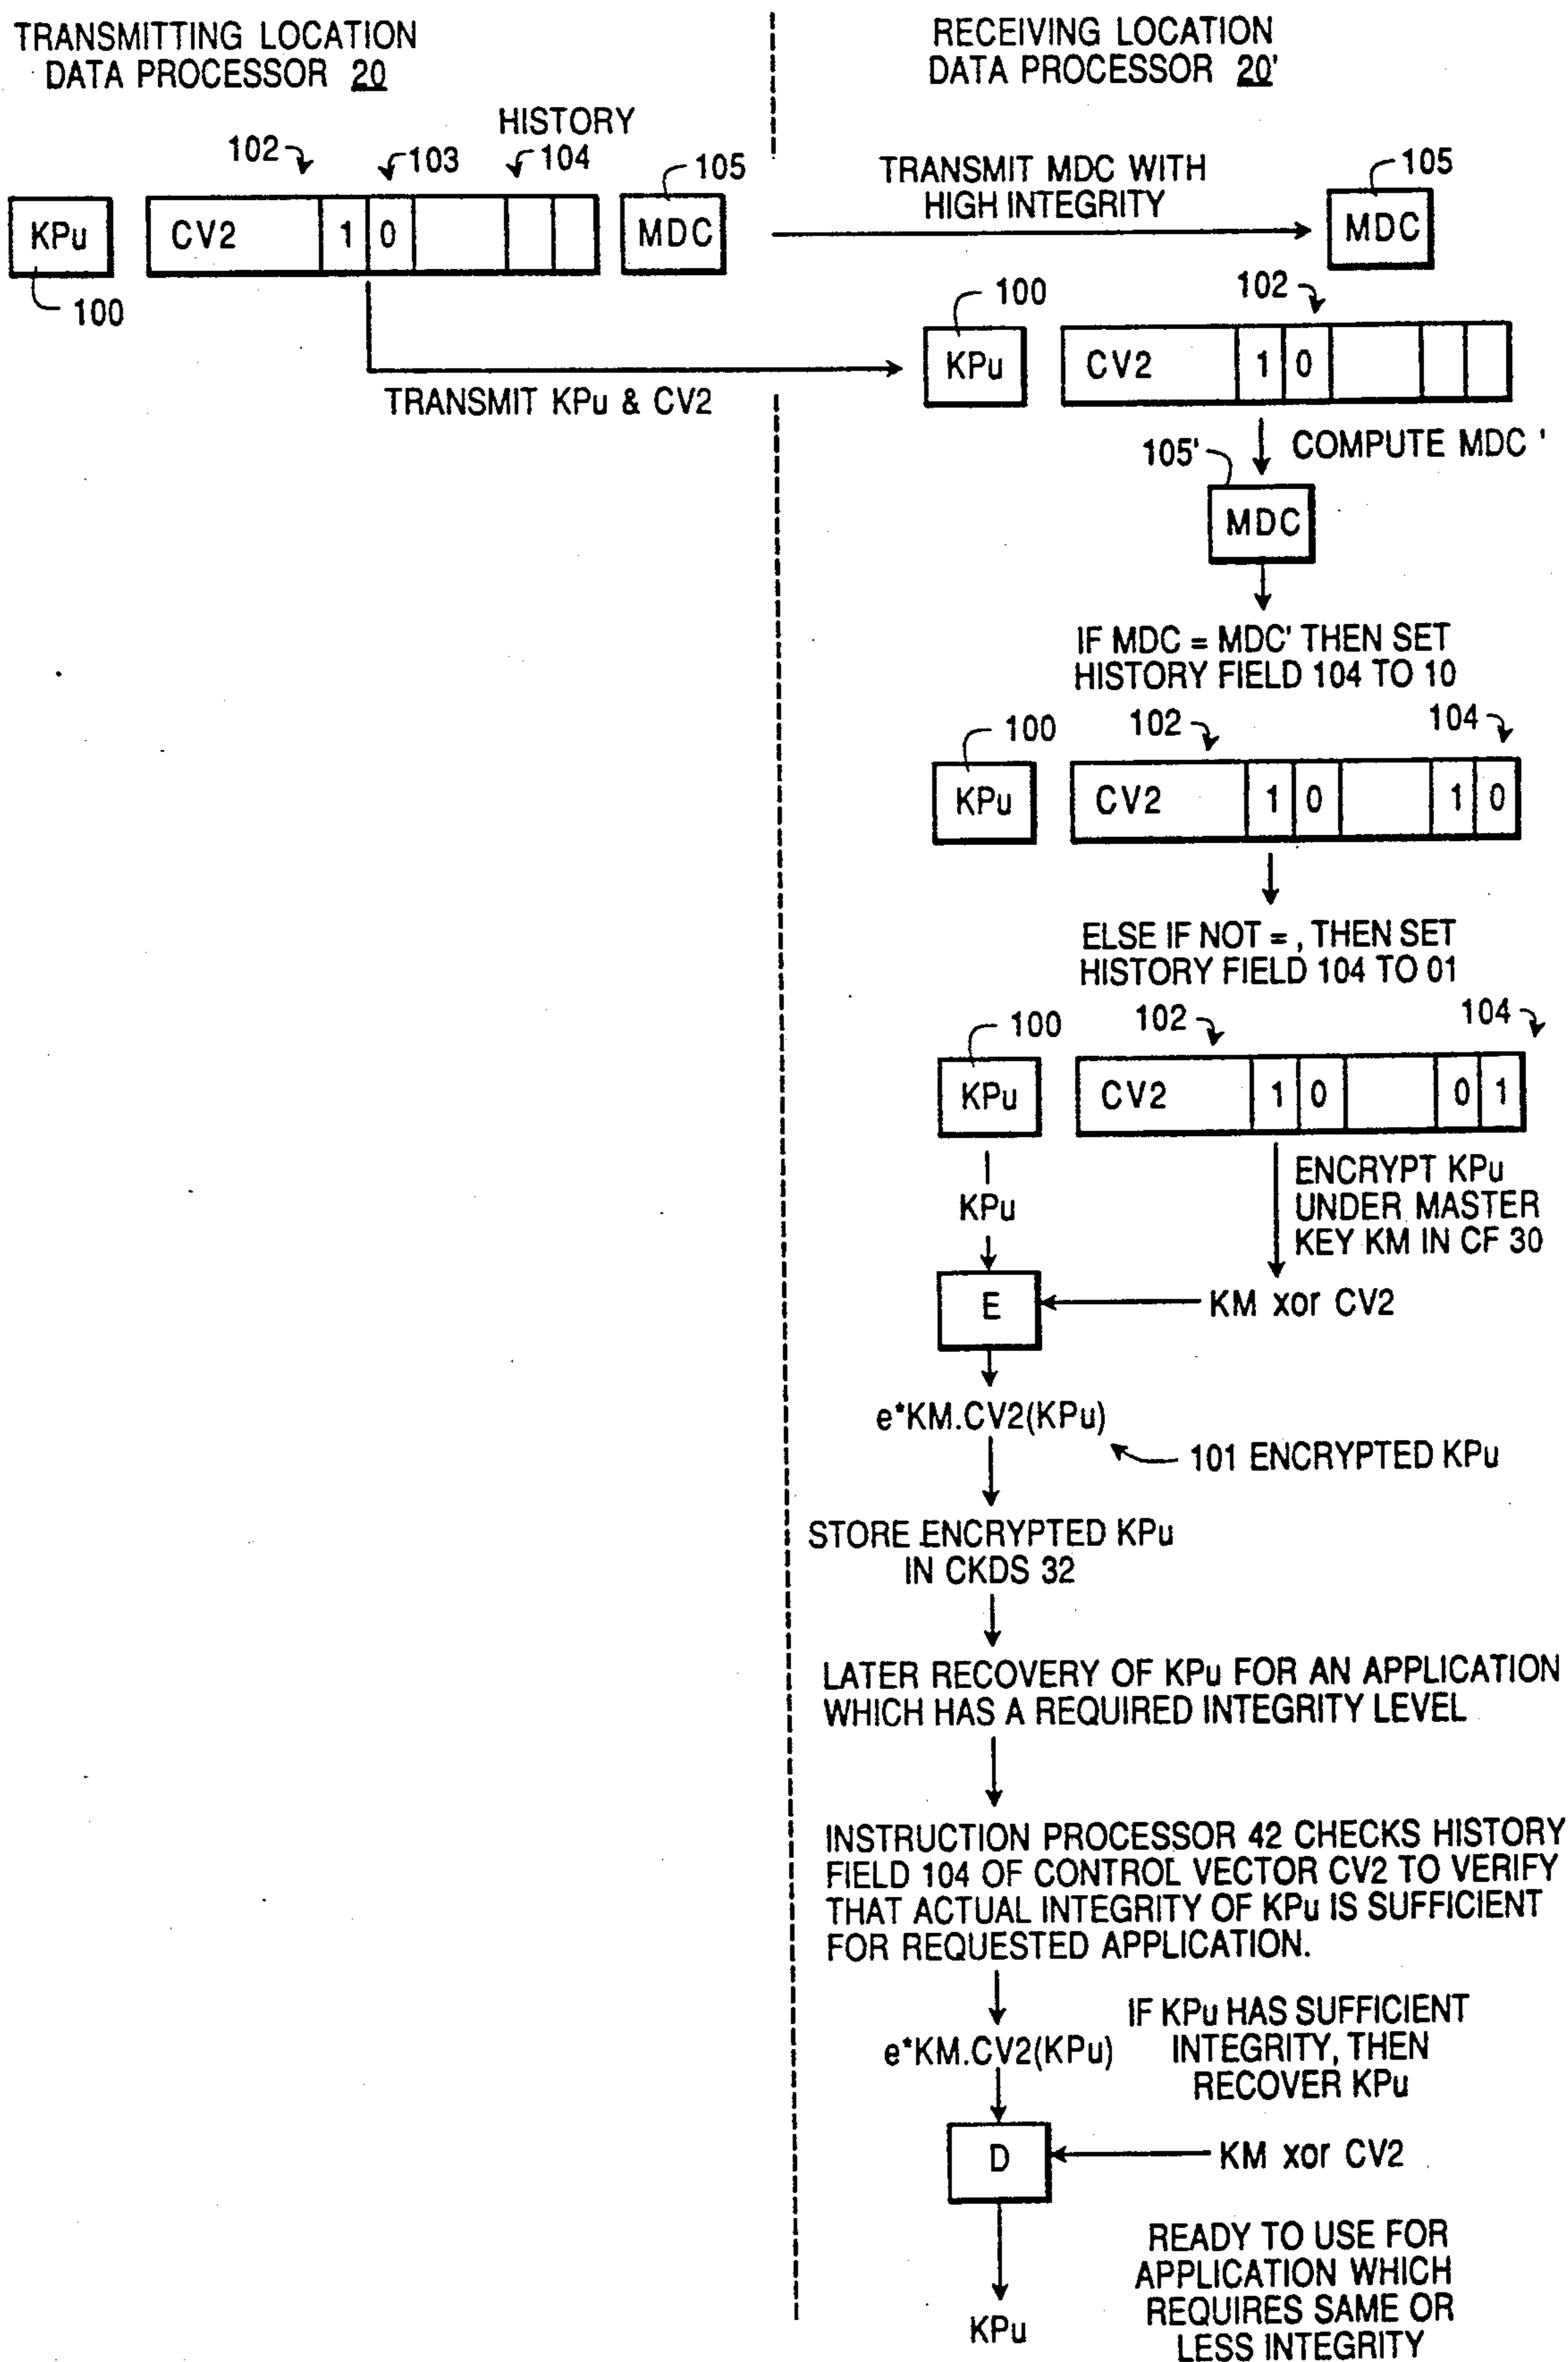 TRANSMITTING LOCATION
DATA PROCESSOR 20
RECEIVING LOCATION
DATA PROCESSOR 20'
HISTORY
102
103
104
105
KPu
CV2
1
0
MDC
100
TRANSMIT MDC WITH
HIGH INTEGRITY
105
MDC
TRANSMIT KPu & CV2
100
102
KPu
CV2
1
0
COMPUTE MDC '
105'
MDC
IF MDC = MDC' THEN SET
HISTORY FIELD 104 TO 10
100
102
104
KPu
CV2
1
0
1
0
ELSE IF NOT = , THEN SET
HISTORY FIELD 104 TO 01
100
102
104
KPu
CV2
1
0
0
1
KPu
ENCRYPT KPu
UNDER MASTER
KEY KM IN CF 30
E
KM xor CV2
e*KM.CV2(KPu)
101 ENCRYPTED KPu
STORE ENCRYPTED KPu
IN CKDS 32
LATER RECOVERY OF KPu FOR AN APPLICATION
WHICH HAS A REQUIRED INTEGRITY LEVEL
INSTRUCTION PROCESSOR 42 CHECKS HISTORY
FIELD 104 OF CONTROL VECTOR CV2 TO VERIFY
THAT ACTUAL INTEGRITY OF KPu IS SUFFICIENT
FOR REQUESTED APPLICATION.
e*KM.CV2(KPu)
IF KPu HAS SUFFICIENT
INTEGRITY, THEN
RECOVER KPu
D
KM xor CV2
KPu
READY TO USE FOR
APPLICATION WHICH
REQUIRES SAME OR
LESS INTEGRITY